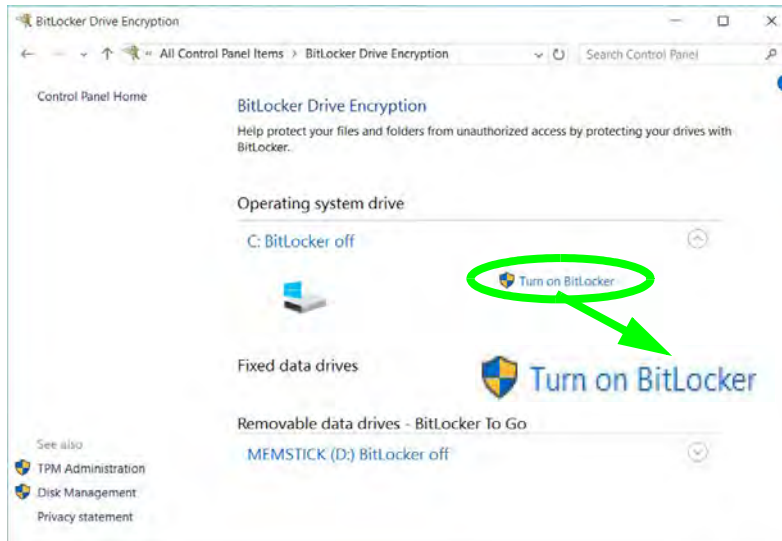 BitLocker Drive Encryption
All Control Panel Items > BitLocker Drive Encryption
Search Control Panel
Control Panel Home
BitLocker Drive Encryption
Help protect your files and folders from unauthorized access by protecting your drives with
BitLocker.
Operating system drive
C: BitLocker off
Turn on BitLocker
Turn on BitLocker
Fixed data drives
Removable data drives - BitLocker To Go
MEMSTICK (D:) BitLocker off
See also
TPM Administration
Disk Management
Privacy statement